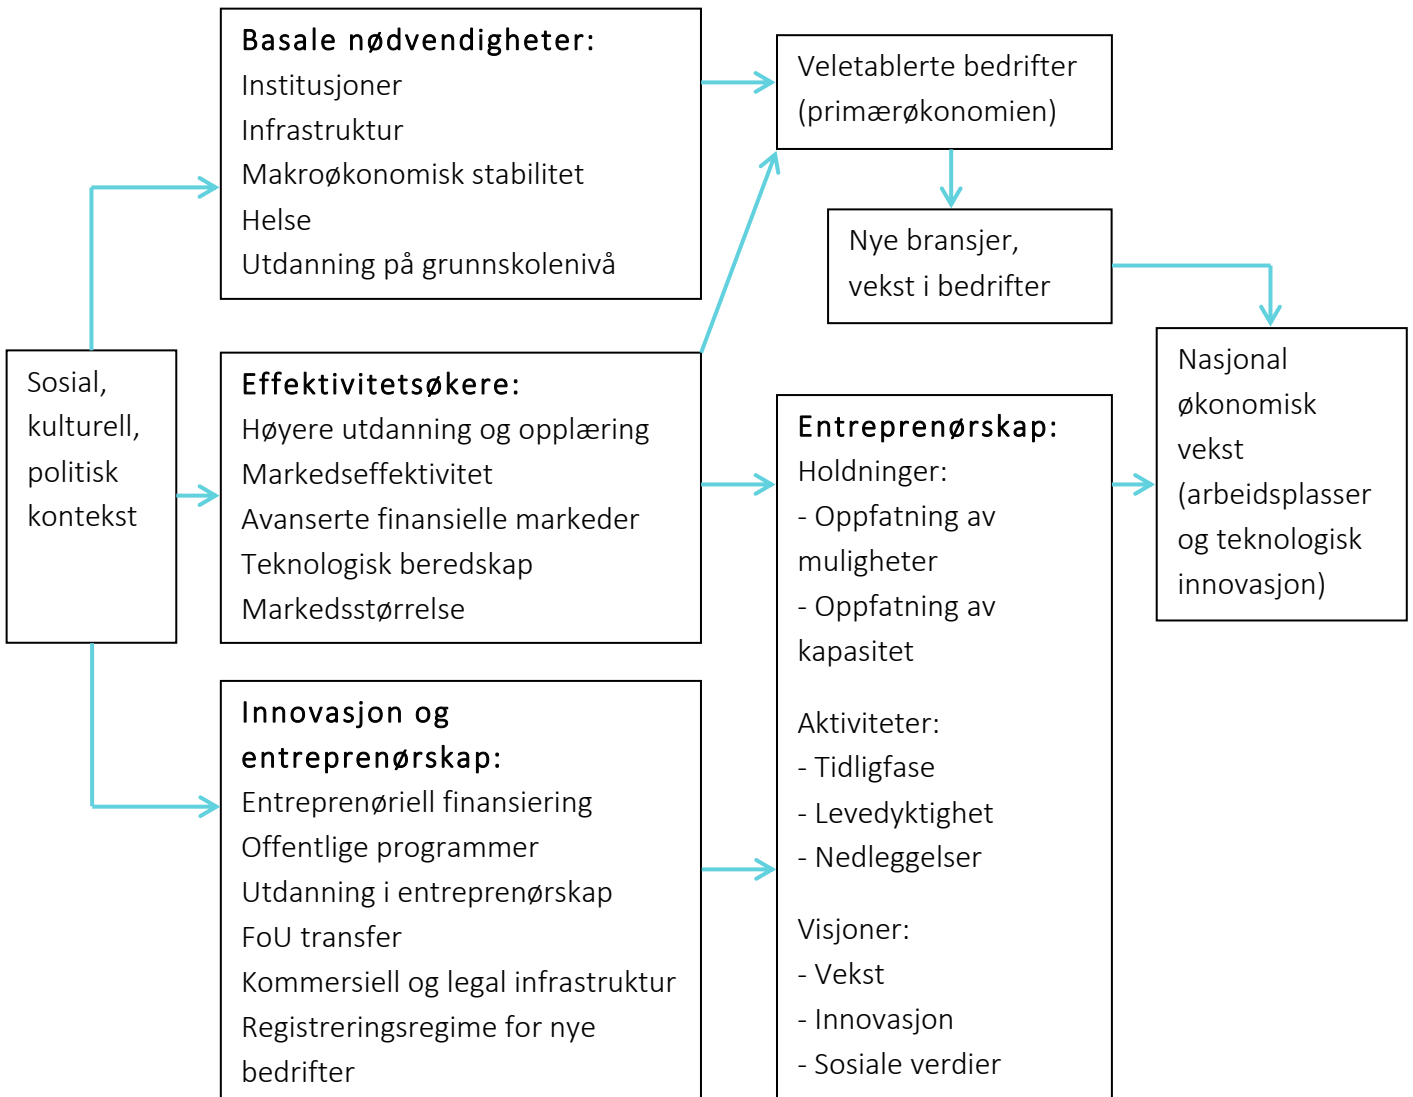 Sosial,
kulturell,
politisk
kontekst
Basale nødvendigheter:
Institusjoner
Infrastruktur
Makroøkonomisk stabilitet
Helse
Utdanning på grunnskolenivå
Effektivitetsøkere:
Høyere utdanning og opplæring
Markedseffektivitet
Avanserte finansielle markeder
Teknologisk beredskap
Markedsstørrelse
Innovasjon og
entreprenørskap:
Entreprenøriell finansiering
Offentlige programmer
Utdanning i entreprenørskap
FoU transfer
Kommersiell og legal infrastruktur
Registreringsregime for nye
bedrifter
Veletablerte bedrifter
(primærøkonomien)
Nye bransjer,
vekst i bedrifter
Entreprenørskap:
Holdninger:
- Oppfatning av
muligheter
- Oppfatning av
kapasitet
Aktiviteter:
- Tidligfase
- Levedyktighet
- Nedleggelser
Visjoner:
- Vekst
- Innovasjon
- Sosiale verdier
Nasjonal
økonomisk
vekst
(arbeidsplasser
og teknologisk
innovasjon)